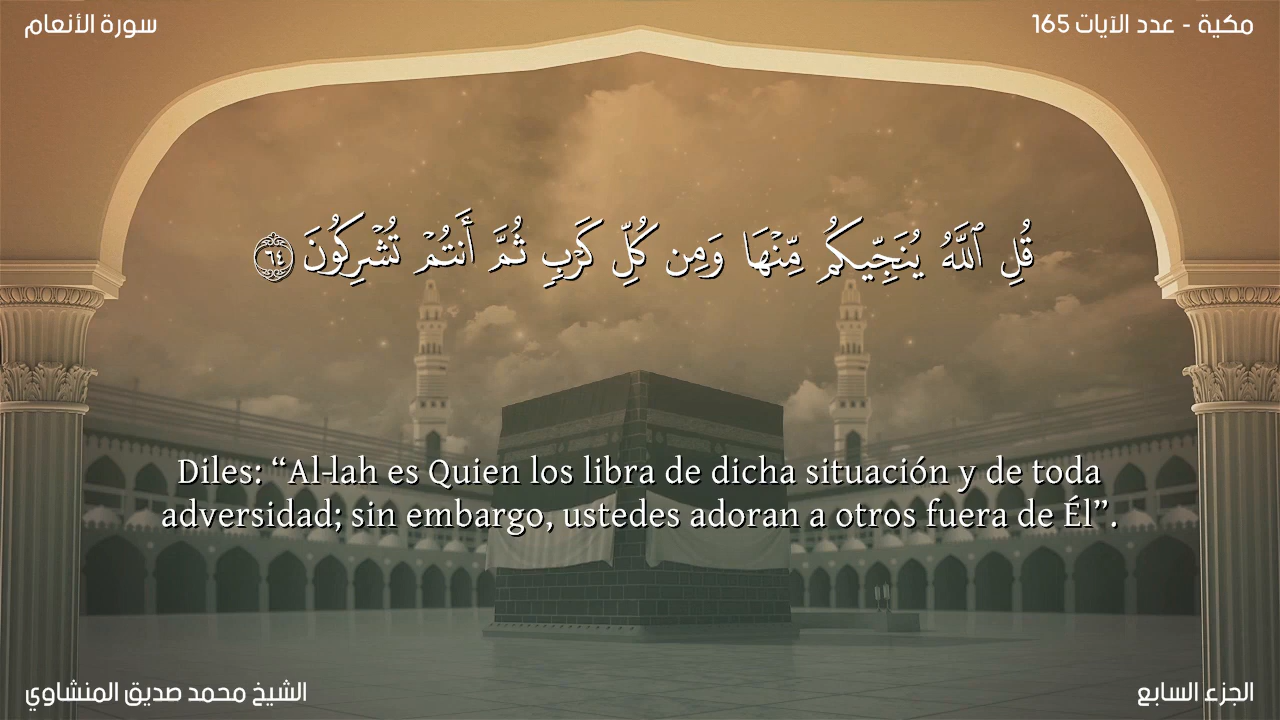 سورة الأنعام
مكية - عدد الآيات 165
قُلِ ٱللَّهُ يُنَجِّيكُم مِّنْهَا وَمِن كُلِّ كَرْبٍ ثُمَّ أَنتُمْ تُشْرِكُونَ ٦٤
Diles: “Al-lah es Quien los libra de dicha situación y de toda
adversidad; sin embargo, ustedes adoran a otros fuera de Él”.
الشيخ محمد صديق المنشاوي
الجزء السابع